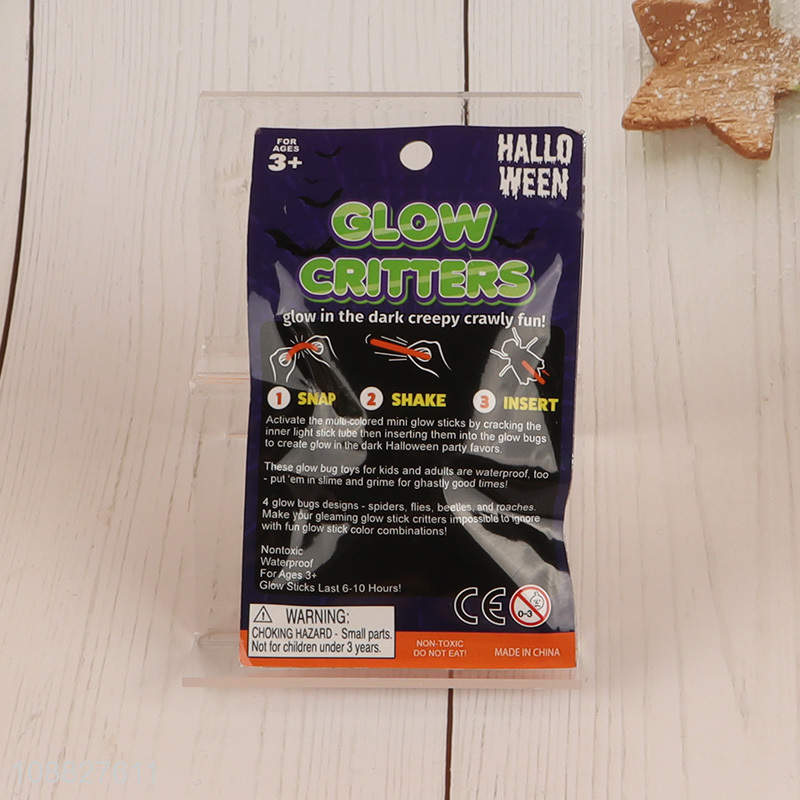 FOR
AGES
3+
HALLO
WEEN
GLOW
CRITTERS
glow in the dark creepy crawly fun!
1 SNAP 2 SHAKE 3 INSERT
Activate the multi-colored mini glow sticks by cracking the
inner light stick tube then inserting them into the glow bugs
to create glow in the dark Halloween party favors.
These glow bug toys for kids and adults are waterproof, too
- put 'em in slime and grime for ghastly good times!
4 glow bugs designs - spiders, flies, beetles, and roaches.
Make your gleaming glow stick critters impossible to ignore
with fun glow stick color combinations!
Nontoxic
Waterproof
For Ages 3+
Glow Sticks Last 6-10 Hours!
CE
0-3
WARNING:
CHOKING HAZARD - Small parts.
Not for children under 3 years.
NON-TOXIC
DO NOT EAT!
MADE IN CHINA